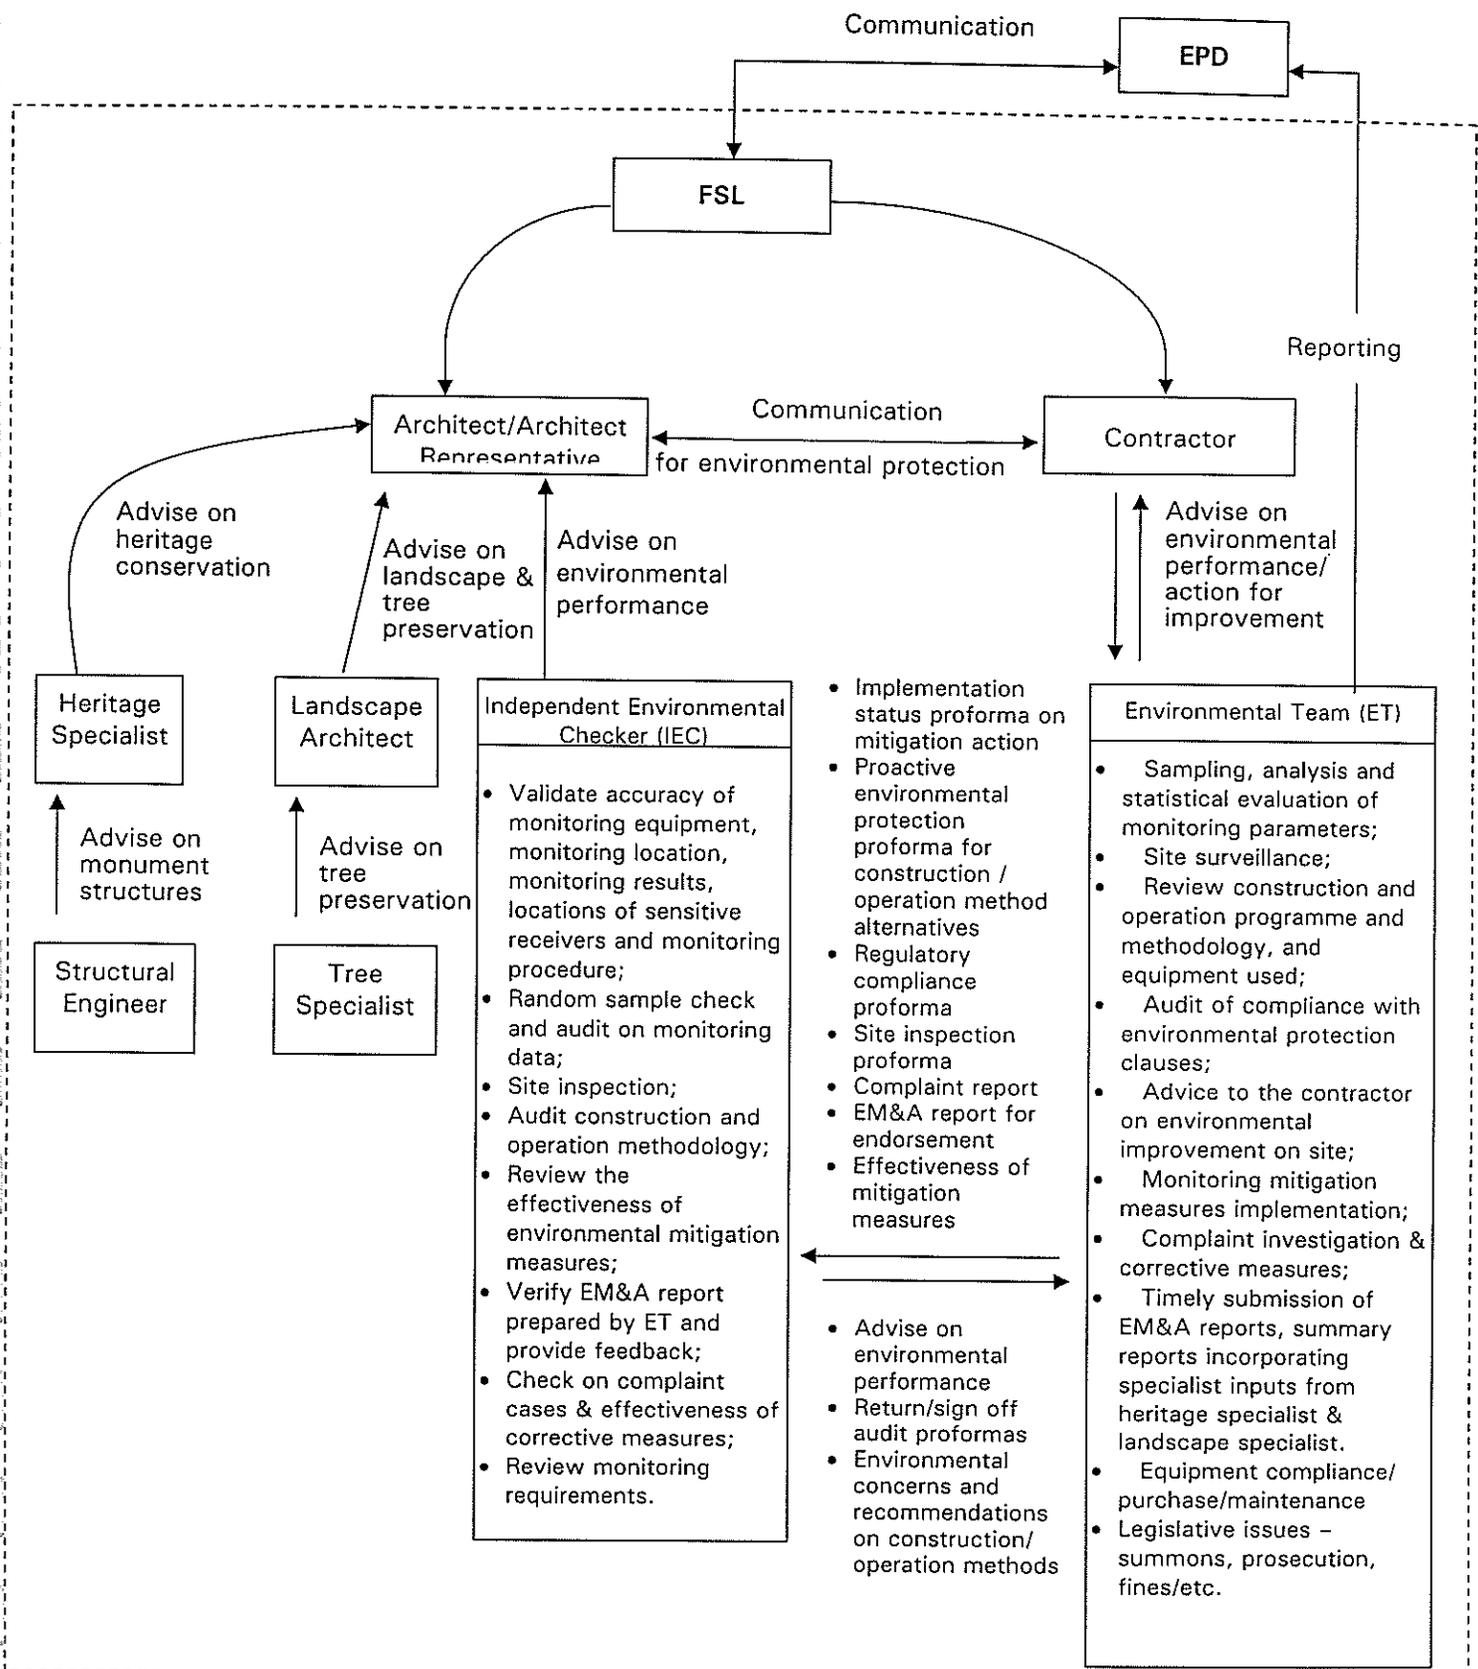 Communication
EPD
FSL
Reporting
Architect/Architect
Representative
Communication
for environmental protection
Contractor
Advise on
heritage
conservation
Advise on
landscape &
tree
preservation
Advise on
environmental
performance
Advise on
environmental
performance/
action for
improvement
Heritage
Specialist
Landscape
Architect
Advise on
monument
structures
Advise on
tree
preservation
Structural
Engineer
Tree
Specialist
Independent Environmental
Checker (IEC)
• Validate accuracy of
monitoring equipment,
monitoring location,
monitoring results,
locations of sensitive
receivers and monitoring
procedure;
• Random sample check
and audit on monitoring
data;
• Site inspection;
• Audit construction and
operation methodology;
• Review the
effectiveness of
environmental mitigation
measures;
• Verify EM&A report
prepared by ET and
provide feedback;
• Check on complaint
cases & effectiveness of
corrective measures;
• Review monitoring
requirements.
• Implementation
status proforma on
mitigation action
• Proactive
environmental
protection
proforma for
construction /
operation method
alternatives
• Regulatory
compliance
proforma
• Site inspection
proforma
• Complaint report
• EM&A report for
endorsement
• Effectiveness of
mitigation
measures
• Advise on
environmental
performance
• Return/sign off
audit proformas
• Environmental
concerns and
recommendations
on construction/
operation methods
Environmental Team (ET)
• Sampling, analysis and
statistical evaluation of
monitoring parameters;
• Site surveillance;
• Review construction and
operation programme and
methodology, and
equipment used;
• Audit of compliance with
environmental protection
clauses;
• Advice to the contractor
on environmental
improvement on site;
• Monitoring mitigation
measures implementation;
• Complaint investigation &
corrective measures;
• Timely submission of
EM&A reports, summary
reports incorporating
specialist inputs from
heritage specialist &
landscape specialist.
• Equipment compliance/
purchase/maintenance
• Legislative issues –
summons, prosecution,
fines/etc.